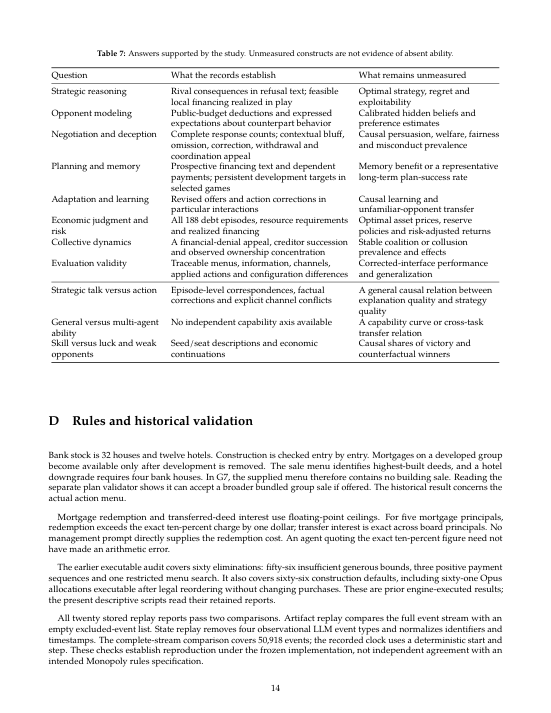 Table 7: Answers supported by the study. Unmeasured constructs are not evidence of absent ability.
Question What the records establish What remains unmeasured
Strategic reasoning Rival consequences in refusal text; feasible Optimal strategy, regret and
local financing realized in play exploitability
Opponent modeling Public-budget deductions and expressed Calibrated hidden beliefs and
expectations about counterpart behavior preference estimates
Negotiation and deception Complete response counts; contextual bluff, Causal persuasion, welfare, fairness
omission, correction, withdrawal and and misconduct prevalence
coordination appeal
Planning and memory Prospective financing text and dependent Memory benefit or a representative
payments; persistent development targets in long-term plan-success rate
selected games
Adaptation and learning Revised offers and action corrections in Causal learning and
particular interactions unfamiliar-opponent transfer
Economic judgment and All 188 debt episodes, resource requirements Optimal asset prices, reserve
risk and realized financing policies and risk-adjusted returns
Collective dynamics A financial-denial appeal, creditor succession Stable coalition or collusion
and observed ownership concentration prevalence and effects
Evaluation validity Traceable menus, information, channels, Corrected-interface performance
applied actions and configuration differences and generalization
Strategic talk versus action Episode-level correspondences, factual A general causal relation between
corrections and explicit channel conflicts explanation quality and strategy
quality
General versus multi-agent No independent capability axis available A capability curve or cross-task
ability transfer relation
Skill versus luck and weak Seed/seat descriptions and economic Causal shares of victory and
opponents continuations counterfactual winners
D Rules and historical validation
Bank stock is 32 houses and twelve hotels. Construction is checked entry by entry. Mortgages on a developed group
become available only after development is removed. The sale menu identifies highest-built deeds, and a hotel
downgrade requires four bank houses. In G7, the supplied menu therefore contains no building sale. Reading the
separate plan validator shows it can accept a broader bundled group sale if offered. The historical result concerns the
actual action menu.
Mortgage redemption and transferred-deed interest use floating-point ceilings. For five mortgage principals,
redemption exceeds the exact ten-percent charge by one dollar; transfer interest is exact across board principals. No
management prompt directly supplies the redemption cost. An agent quoting the exact ten-percent figure need not
have made an arithmetic error.
The earlier executable audit covers sixty eliminations: fifty-six insufficient generous bounds, three positive payment
sequences and one restricted menu search. It also covers sixty-six construction defaults, including sixty-one Opus
allocations executable after legal reordering without changing purchases. These are prior engine-executed results;
the present descriptive scripts read their retained reports.
All twenty stored replay reports pass two comparisons. Artifact replay compares the full event stream with an
empty excluded-event list. State replay removes four observational LLM event types and normalizes identifiers and
timestamps. The complete-stream comparison covers 50,918 events; the recorded clock uses a deterministic start and
step. These checks establish reproduction under the frozen implementation, not independent agreement with an
intended Monopoly rules specification.
14